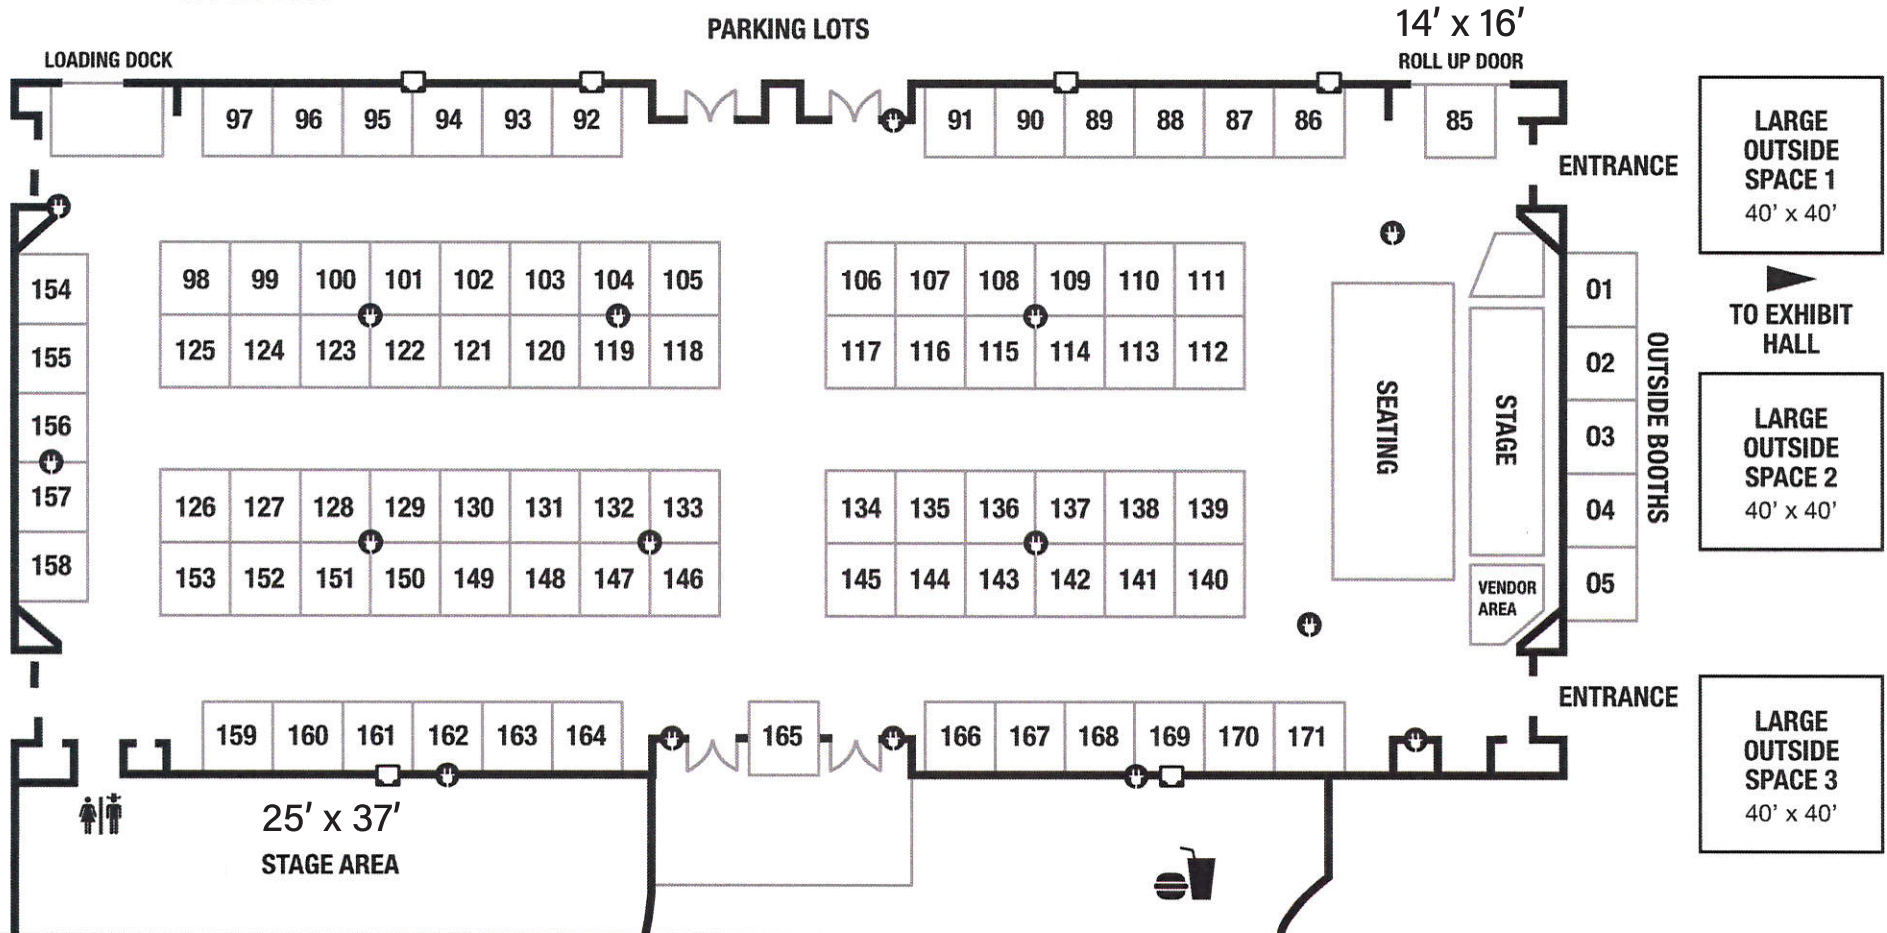 PARKING LOTS
14' x 16'
LOADING DOCK
ROLL UP DOOR
97 96 95 94 93 92 91 90 89 88 87 86 85
LARGE
OUTSIDE
SPACE 1
40' x 40'
ENTRANCE
98 99 100 101 102 103 104 105 106 107 108 109 110 111
125 124 123 122 121 120 119 118 117 116 115 114 113 112
154
155
156
157
158
01
02
03
04
05
OUTSIDE BOOTHS
TO EXHIBIT
HALL
SEATING
STAGE
LARGE
OUTSIDE
SPACE 2
40' x 40'
126 127 128 129 130 131 132 133 134 135 136 137 138 139
153 152 151 150 149 148 147 146 145 144 143 142 141 140
VENDOR
AREA
ENTRANCE
159 160 161 162 163 164 165 166 167 168 169 170 171
LARGE
OUTSIDE
SPACE 3
40' x 40'
25' x 37'
STAGE AREA